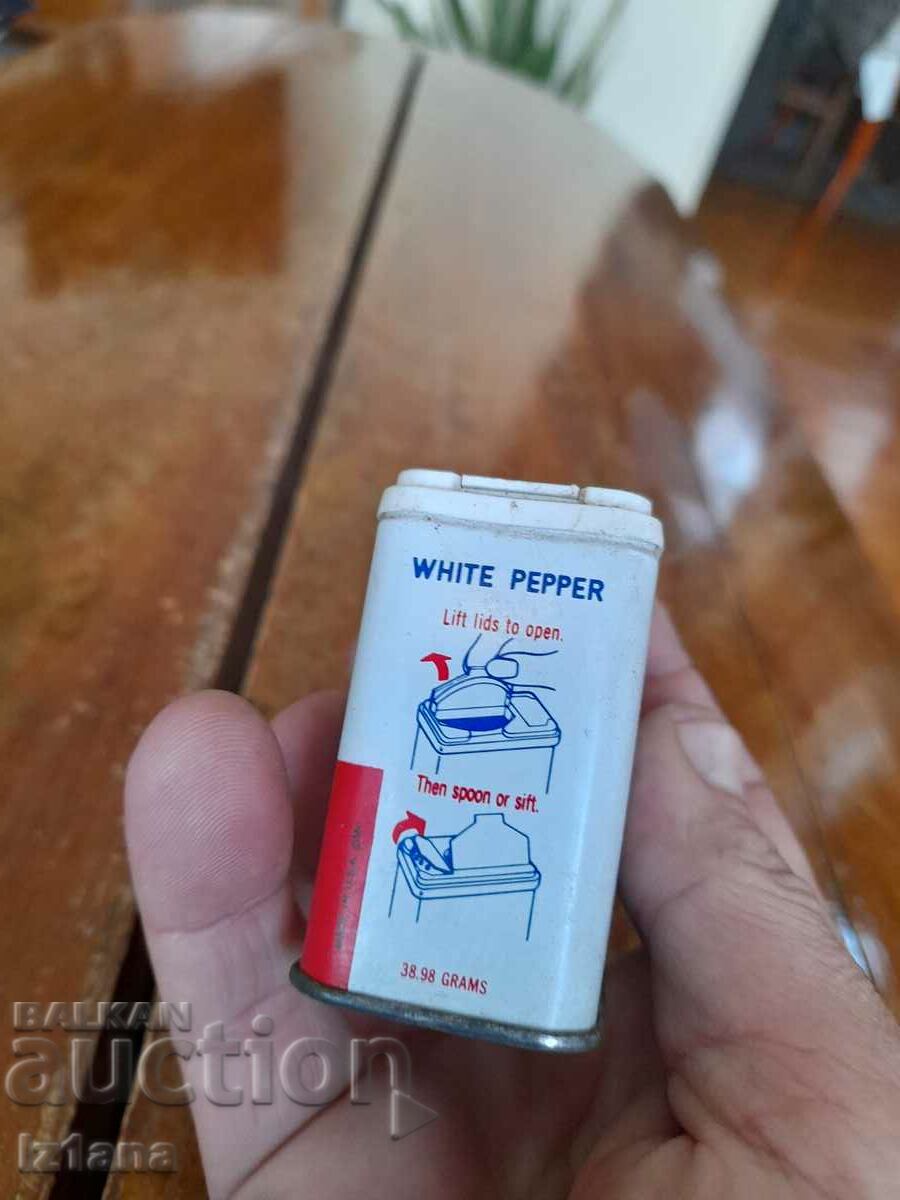 WHITE PEPPER
Lift lids to open.
Then spoon or sift.
38.98 GRAMS
BALKAN
auction
Iz1ana